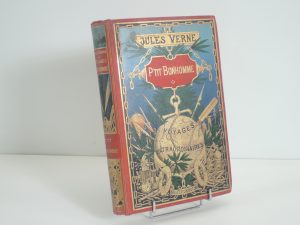 JULES VERNE
P'TIT BONHOMME
VOYAGES
EXTRAORDINAIRES